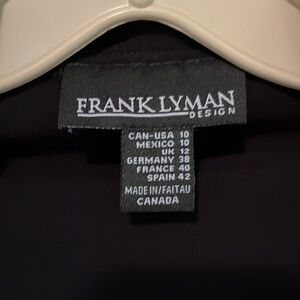 FRANK LYMAN
DESIGN
CAN-USA 10
MEXICO 10
UK 12
GERMANY 38
FRANCE 40
SPAIN 42
MADE IN/FAIT AU
CANADA